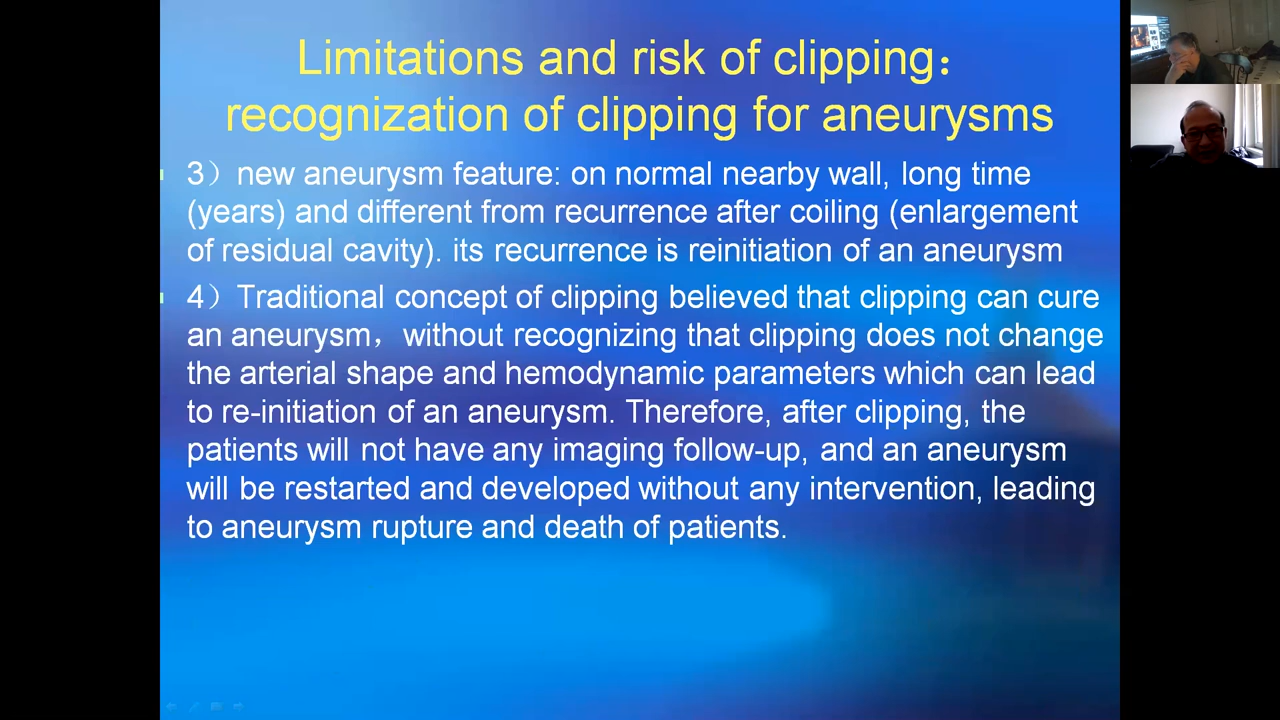 Limitations and risk of clipping：
recognization of clipping for aneurysms
3）new aneurysm feature: on normal nearby wall, long time
(years) and different from recurrence after coiling (enlargement
of residual cavity). its recurrence is reinitiation of an aneurysm
4）Traditional concept of clipping believed that clipping can cure
an aneurysm，without recognizing that clipping does not change
the arterial shape and hemodynamic parameters which can lead
to re-initiation of an aneurysm. Therefore, after clipping, the
patients will not have any imaging follow-up, and an aneurysm
will be restarted and developed without any intervention, leading
to aneurysm rupture and death of patients.